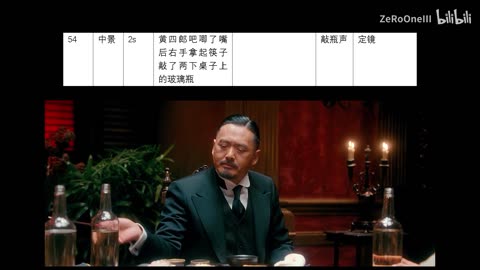 ZeRoOneIII bilibili
54 中景 2s 黄四郎吧唧了嘴 敲瓶声 定镜
后右手拿起筷子
敲了两下桌子上
的玻璃瓶